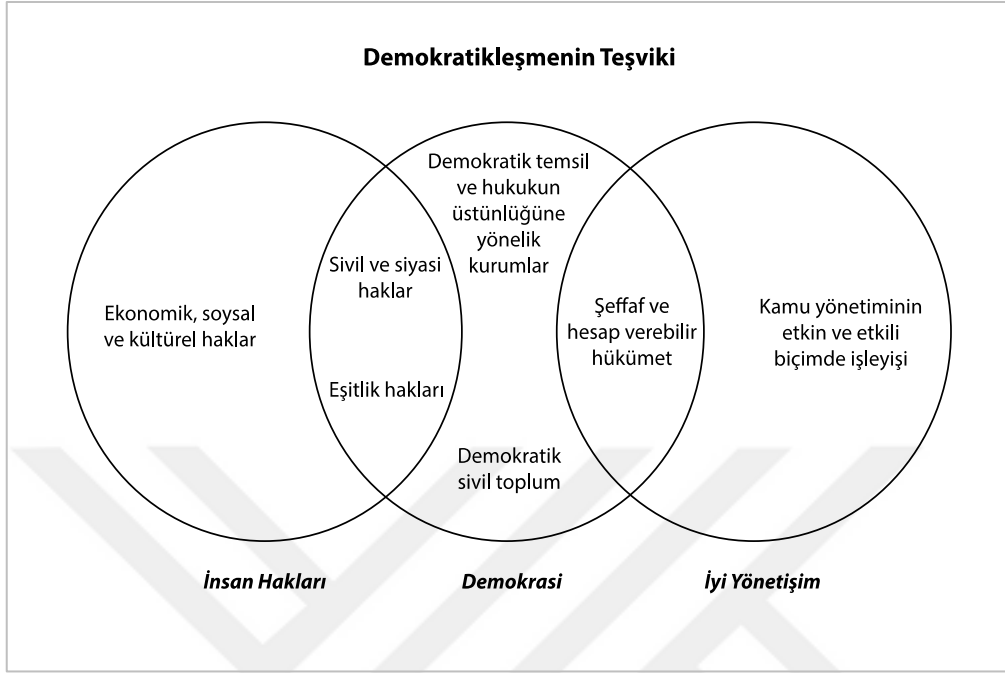 Demokratikleşmenin Teşviki
Ekonomik, soysal
ve kültürel haklar
Sivil ve siyasi
haklar
Eşitlik hakları
Demokratik temsil
ve hukukun
üstünlüğüne
yönelik
kurumlar
Demokratik
sivil toplum
Şeffaf ve
hesap verebilir
hükümet
Kamu yönetiminin
etkin ve etkili
biçimde işleyişi
İnsan Hakları
Demokrasi
İyi Yönetişim